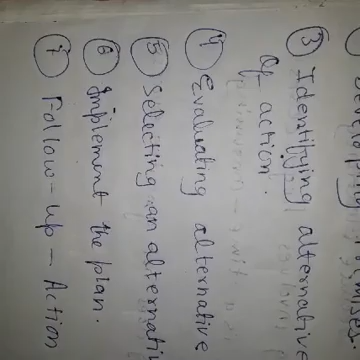 ③ Identifying alternative
of action.
④ Evaluating alternative
⑤ Selecting an alternati
⑥ Implement the plan.
⑦ Follow-up - Action